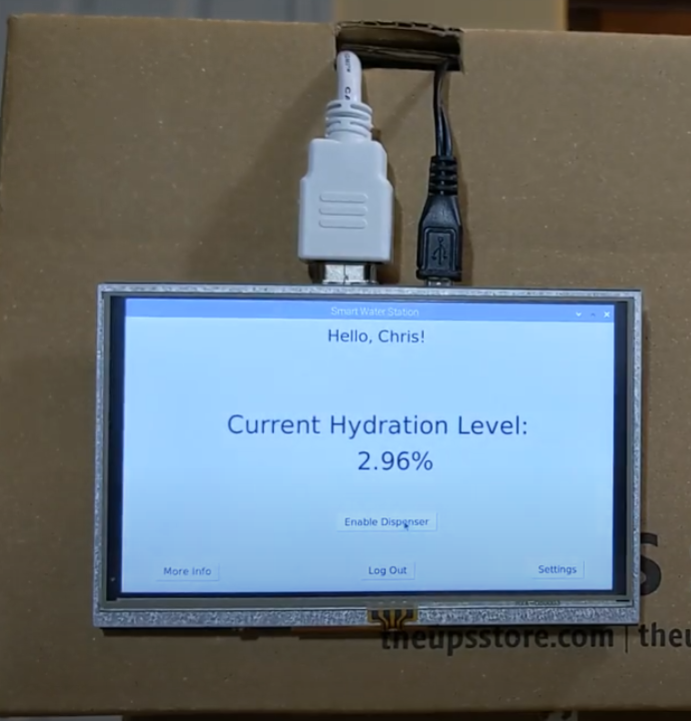 Smart Water Station
Hello, Chris!
Current Hydration Level:
2.96%
Enable Dispenser
More Info
Log Out
Settings
S
theupsstore.com | theu